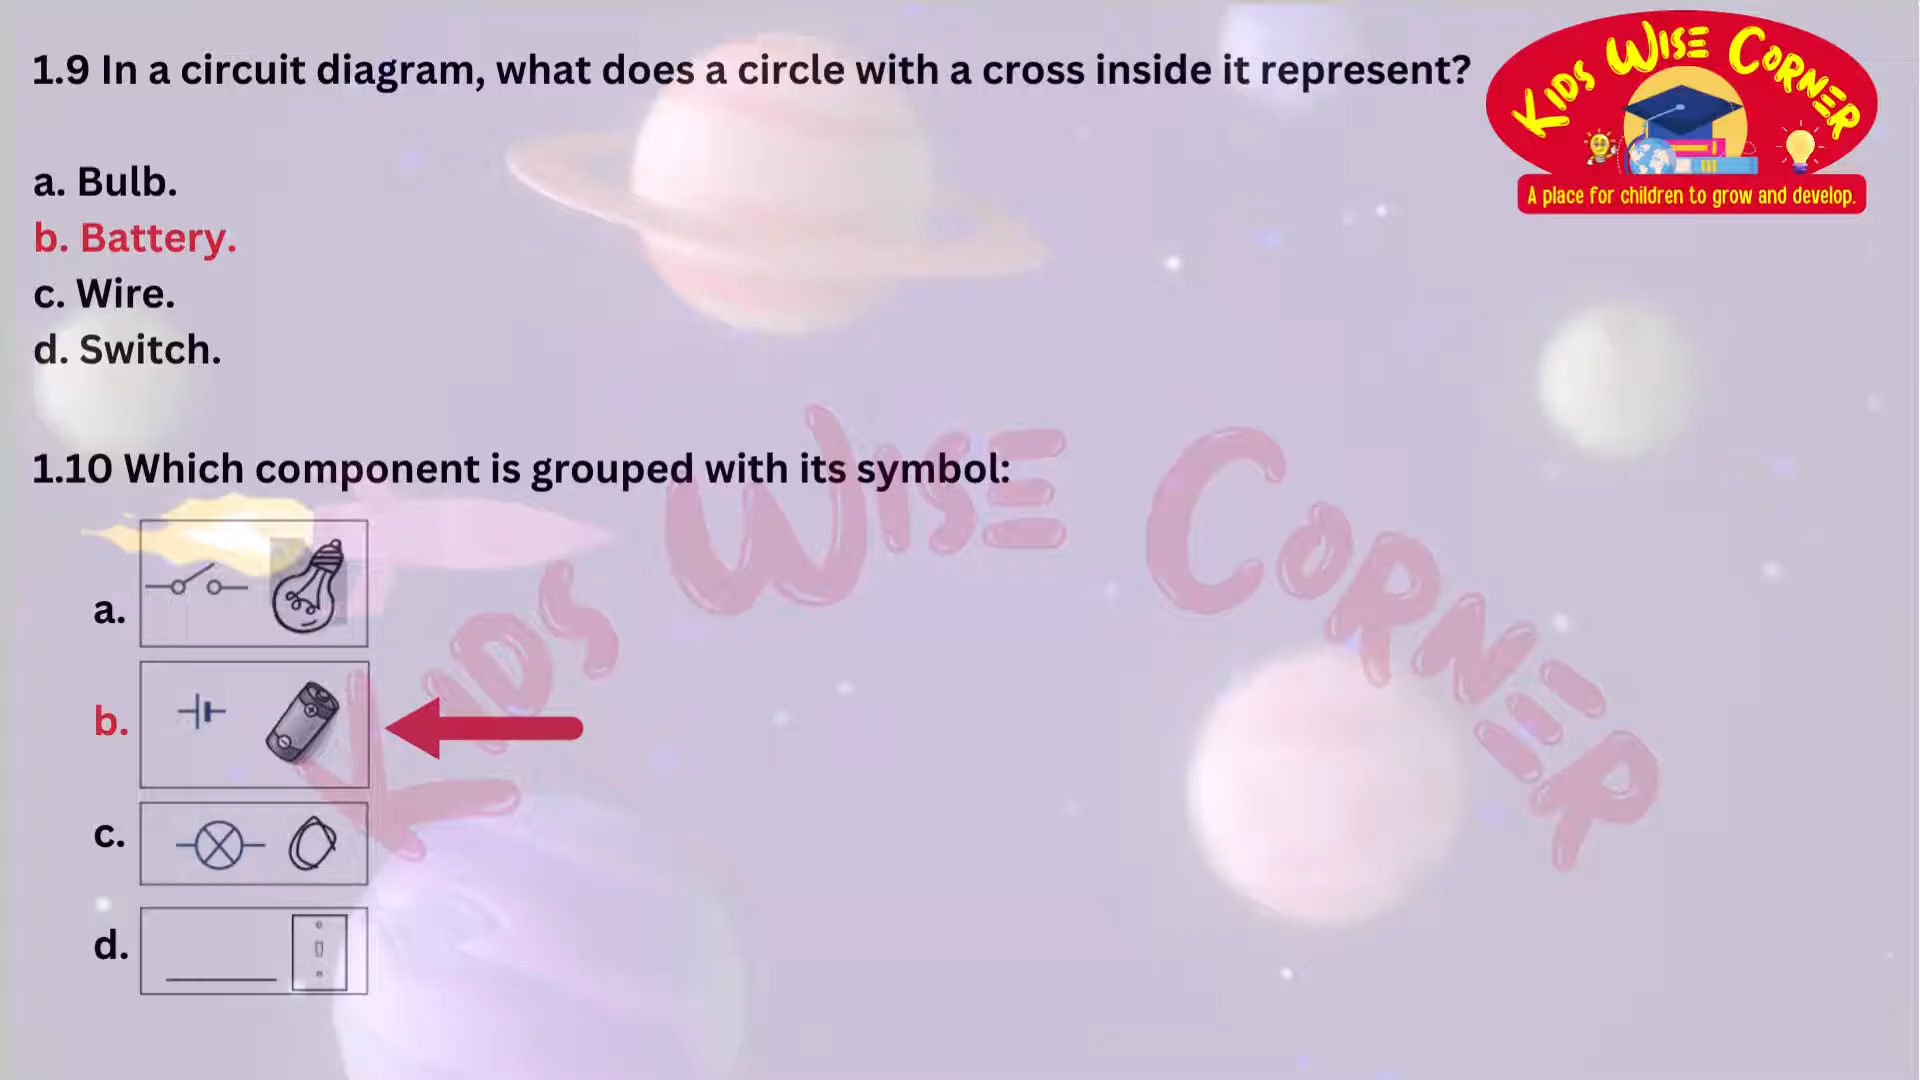 1.9 In a circuit diagram, what does a circle with a cross inside it represent?
a. Bulb.
b. Battery.
c. Wire.
d. Switch.
1.10 Which component is grouped with its symbol:
a.
b.
c.
d.
KIDS WISE CORNER
A place for children to grow and develop.
KIDS WISE CORNER